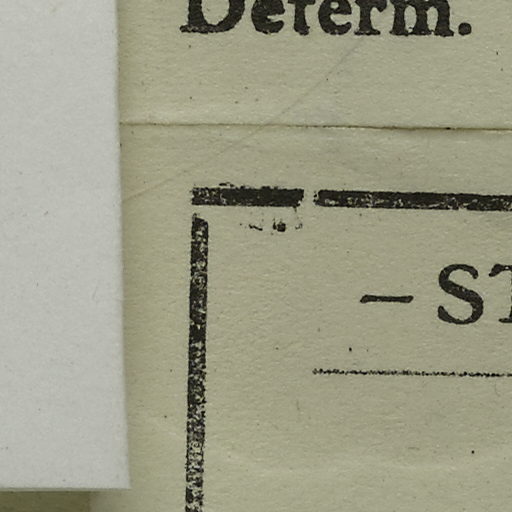 Determ.
– ST